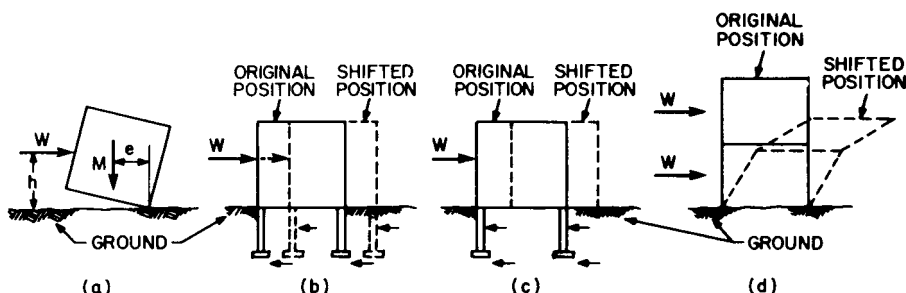 W
h
M
e
GROUND
(a)
ORIGINAL
POSITION
SHIFTED
POSITION
W
(b)
ORIGINAL
POSITION
SHIFTED
POSITION
W
(c)
GROUND
ORIGINAL
POSITION
SHIFTED
POSITION
W
W
(d)